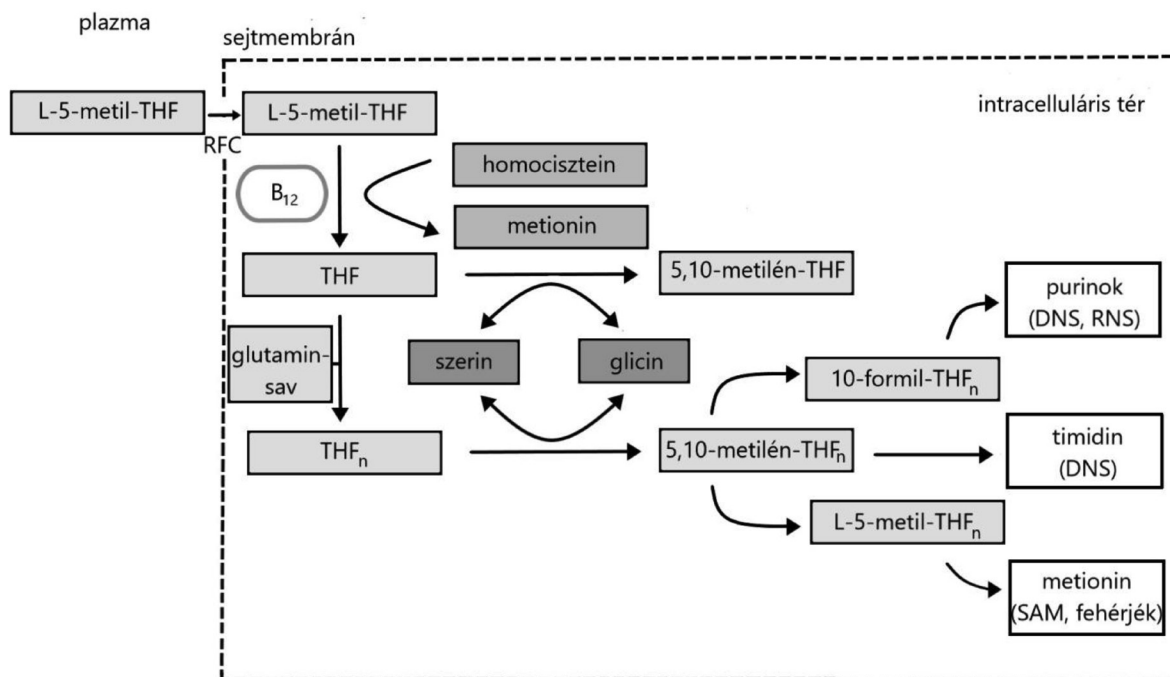 plazma
sejtmembrán
L-5-metil-THF
L-5-metil-THF
intracelluláris tér
RFC
homocisztein
B12
metionin
THF
5,10-metilén-THF
purinok
(DNS, RNS)
glutamin-
sav
szerin
glicin
10-formil-THFn
THFn
5,10-metilén-THFn
timidin
(DNS)
L-5-metil-THFn
metionin
(SAM, fehérjék)